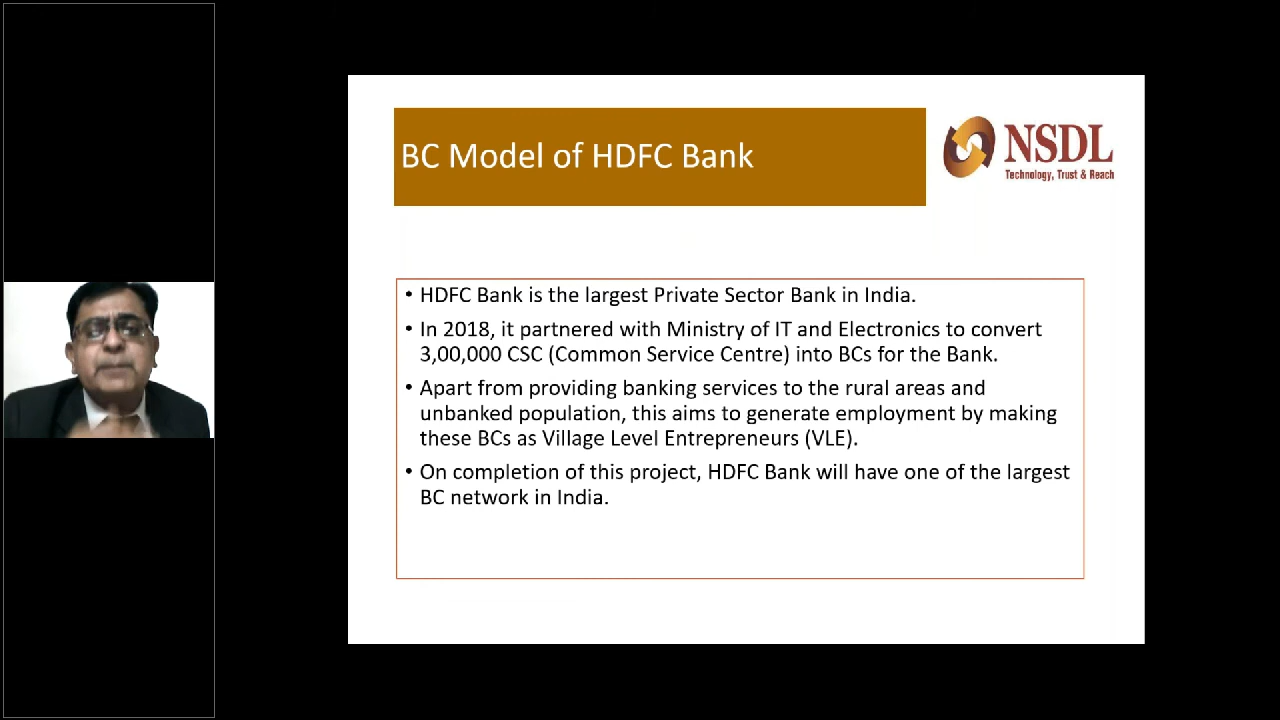 BC Model of HDFC Bank
NSDL
Technology, Trust & Reach
• HDFC Bank is the largest Private Sector Bank in India.
• In 2018, it partnered with Ministry of IT and Electronics to convert
3,00,000 CSC (Common Service Centre) into BCs for the Bank.
• Apart from providing banking services to the rural areas and
unbanked population, this aims to generate employment by making
these BCs as Village Level Entrepreneurs (VLE).
• On completion of this project, HDFC Bank will have one of the largest
BC network in India.